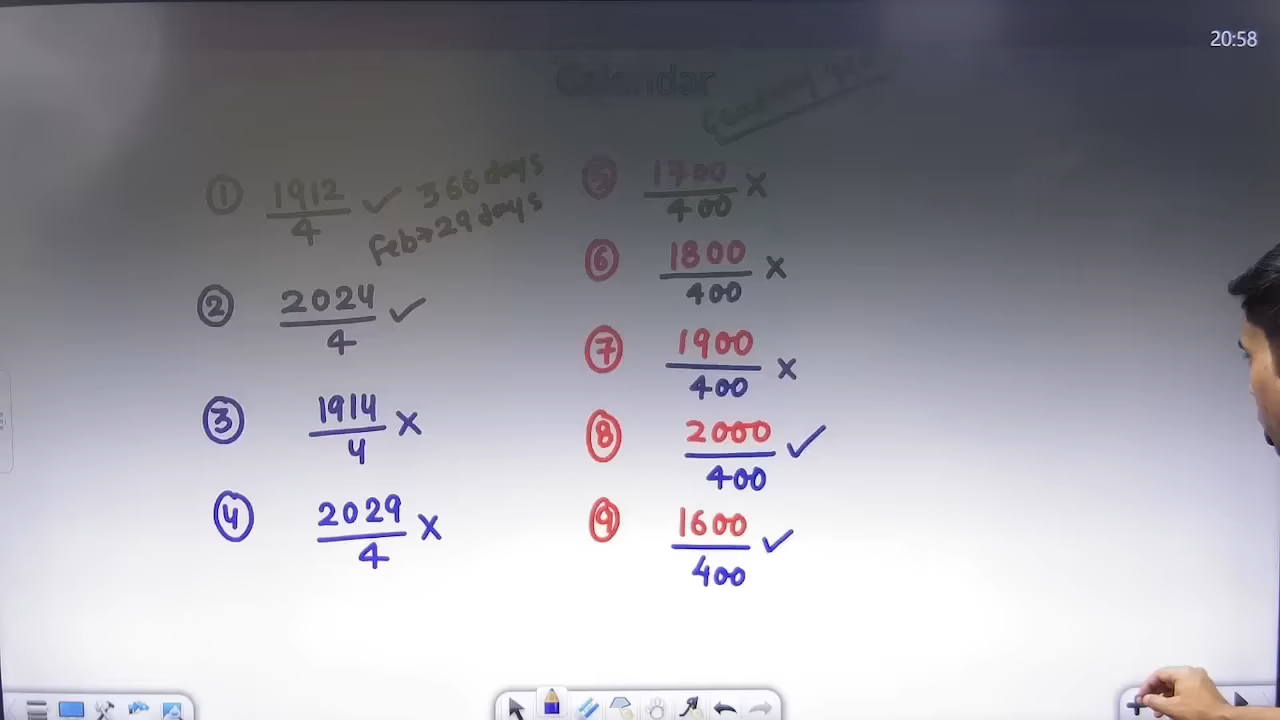 20:58
Calendar
① 1912/4 ✓ 366 days
Feb→29 days
② 2024/4 ✓
③ 1914/4 ×
④ 2029/4 ×
⑤ 1700/400 ×
⑥ 1800/400 ×
⑦ 1900/400 ×
⑧ 2000/400 ✓
⑨ 1600/400 ✓